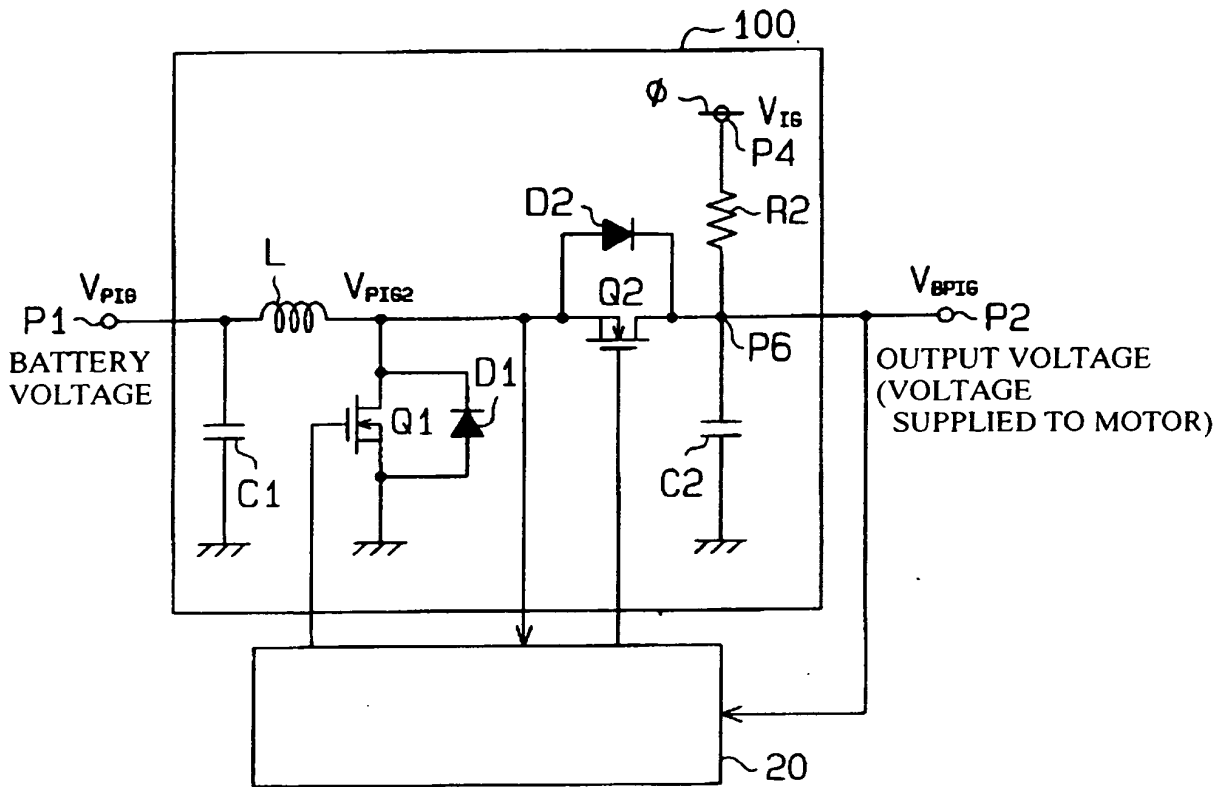 100
φ
V_IG
P4
D2
R2
L
V_PIG
V_PIG2
Q2
V_BPIG
P1
P2
BATTERY
VOLTAGE
P6
OUTPUT VOLTAGE
(VOLTAGE
SUPPLIED TO MOTOR)
D1
Q1
C1
C2
20